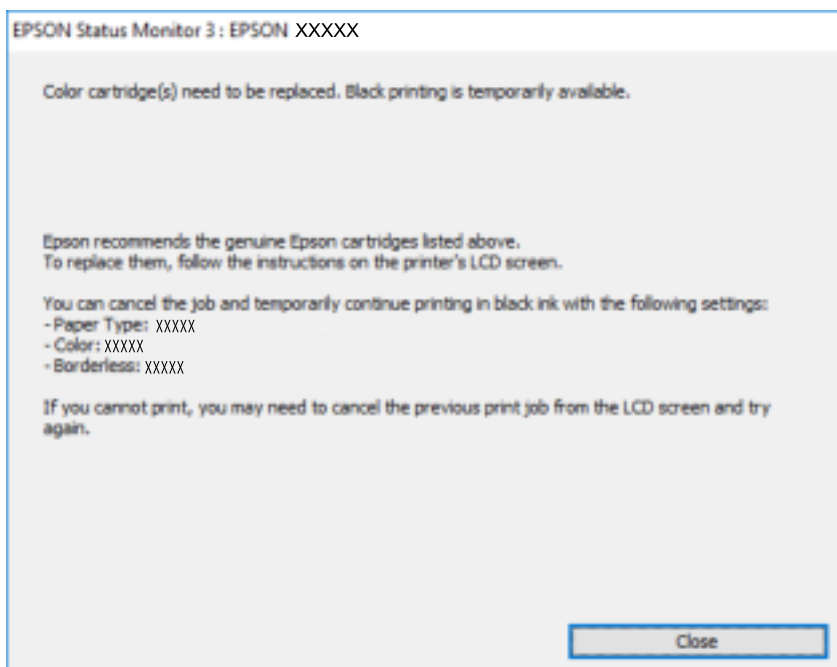 EPSON Status Monitor 3 : EPSON XXXXX
Color cartridge(s) need to be replaced. Black printing is temporarily available.
Epson recommends the genuine Epson cartridges listed above.
To replace them, follow the instructions on the printer's LCD screen.
You can cancel the job and temporarily continue printing in black ink with the following settings:
- Paper Type: XXXXX
- Color: XXXXX
- Borderless: XXXXX
If you cannot print, you may need to cancel the previous print job from the LCD screen and try
again.
Close